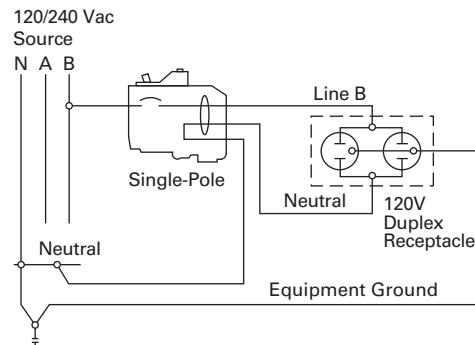 120/240 Vac
Source
N A B
Line B
Single-Pole
Neutral
120V
Duplex
Receptacle
Neutral
Equipment Ground